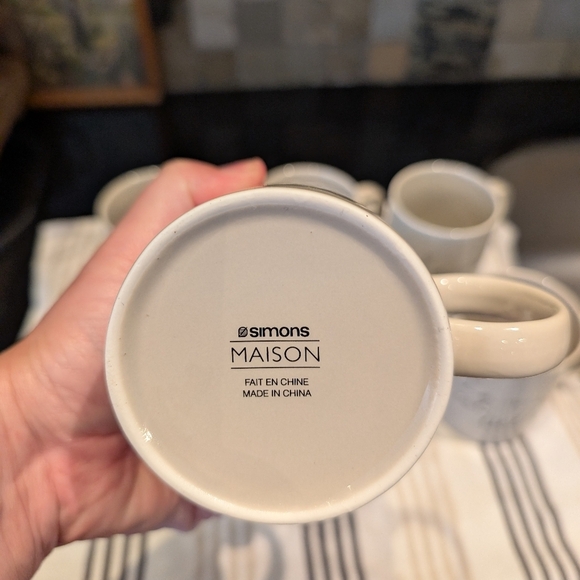 simons
MAISON
FAIT EN CHINE
MADE IN CHINA